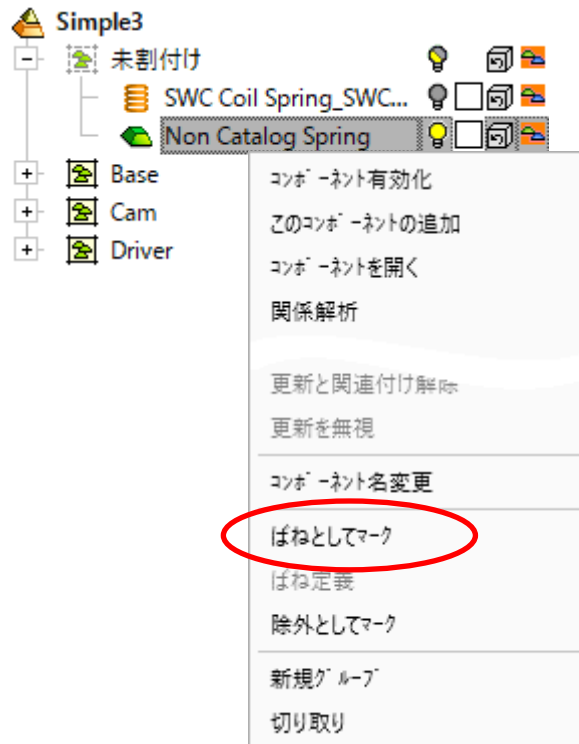 Simple3
未割付け
SWC Coil Spring_SWC...
Non Catalog Spring
Base
Cam
Driver
ｺﾝﾎﾟｰﾈﾝﾄ有効化
このｺﾝﾎﾟｰﾈﾝﾄの追加
ｺﾝﾎﾟｰﾈﾝﾄを開く
関係解析
更新と関連付け解除
更新を無視
ｺﾝﾎﾟｰﾈﾝﾄ名変更
ばねとしてﾏｰｸ
ばね定義
除外としてﾏｰｸ
新規ｸﾞﾙｰﾌﾟ
切り取り